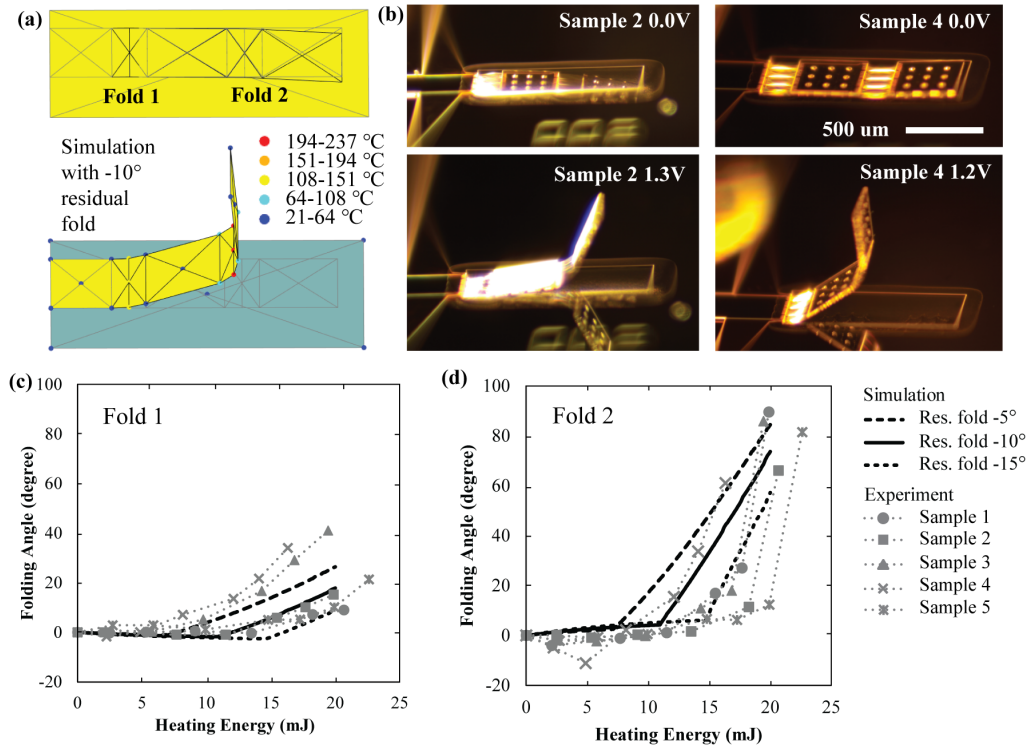 (a)
Fold 1
Fold 2
Simulation
with -10°
residual
fold
194-237 °C
151-194 °C
108-151 °C
64-108 °C
21-64 °C
(b)
Sample 2 0.0V
Sample 4 0.0V
500 um
Sample 2 1.3V
Sample 4 1.2V
(c)
Fold 1
Folding Angle (degree)
100
80
60
40
20
0
-20
0
5
10
15
20
25
Heating Energy (mJ)
(d)
Fold 2
Folding Angle (degree)
100
80
60
40
20
0
-20
0
5
10
15
20
25
Heating Energy (mJ)
Simulation
Res. fold -5°
Res. fold -10°
Res. fold -15°
Experiment
Sample 1
Sample 2
Sample 3
Sample 4
Sample 5